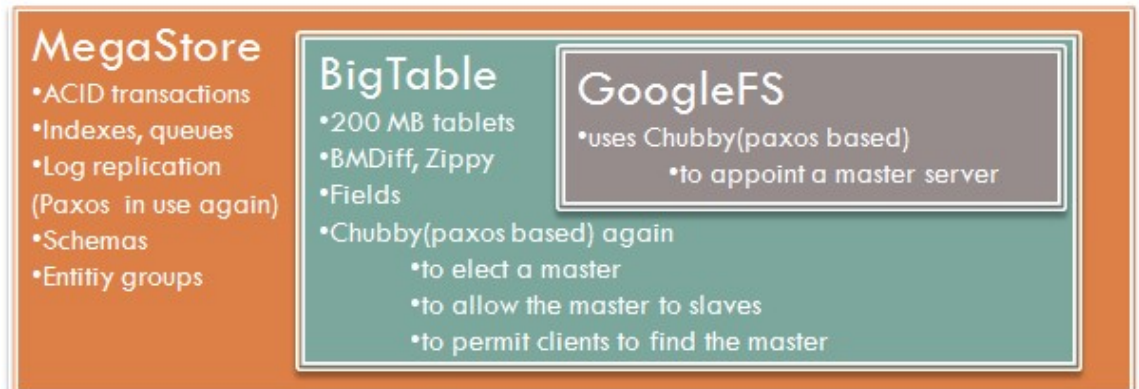 MegaStore
•ACID transactions
•Indexes, queues
•Log replication
(Paxos in use again)
•Schemas
•Entitiy groups
BigTable
•200 MB tablets
•BMDiff, Zippy
•Fields
•Chubby(paxos based) again
•to elect a master
•to allow the master to slaves
•to permit clients to find the master
GoogleFS
•uses Chubby(paxos based)
•to appoint a master server